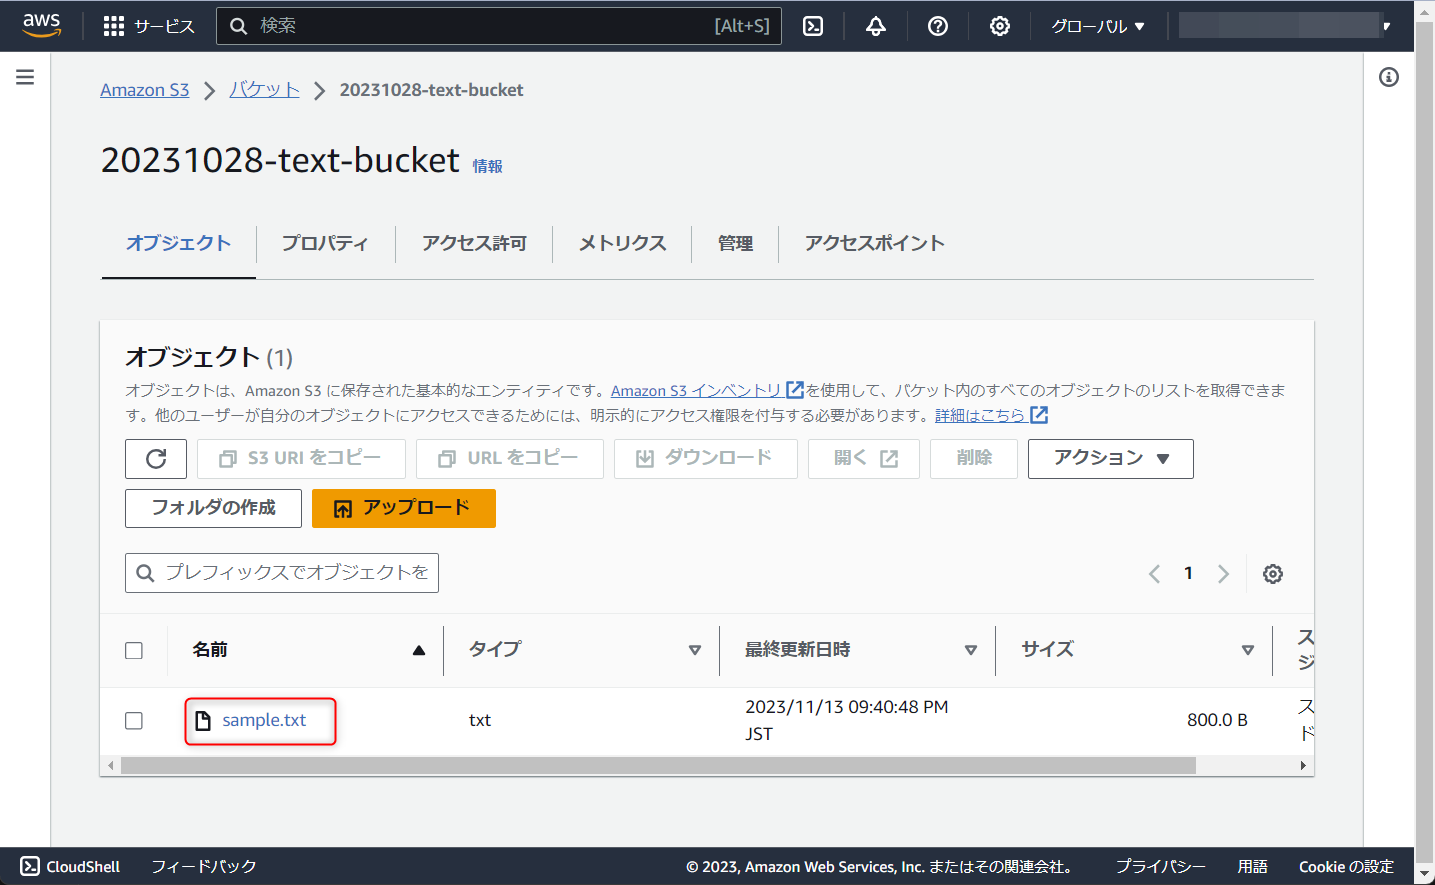 aws サービス 検索 [Alt+S] グローバル
Amazon S3 バケット 20231028-text-bucket
20231028-text-bucket 情報
オブジェクト プロパティ アクセス許可 メトリクス 管理 アクセスポイント
オブジェクト (1)
オブジェクトは、Amazon S3 に保存された基本的なエンティティです。Amazon S3 インベントリ を使用して、バケット内のすべてのオブジェクトのリストを取得できま
す。他のユーザーが自分のオブジェクトにアクセスできるためには、明示的にアクセス権限を付与する必要があります。詳細はこちら
S3 URI をコピー URL をコピー ダウンロード 開く 削除 アクション
フォルダの作成 アップロード
プレフィックスでオブジェクトを 1
名前 タイプ 最終更新日時 サイズ ス
ジ
sample.txt txt 2023/11/13 09:40:48 PM 800.0 B ス
JST ド
CloudShell フィードバック © 2023, Amazon Web Services, Inc. またはその関連会社。 プライバシー 用語 Cookie の設定